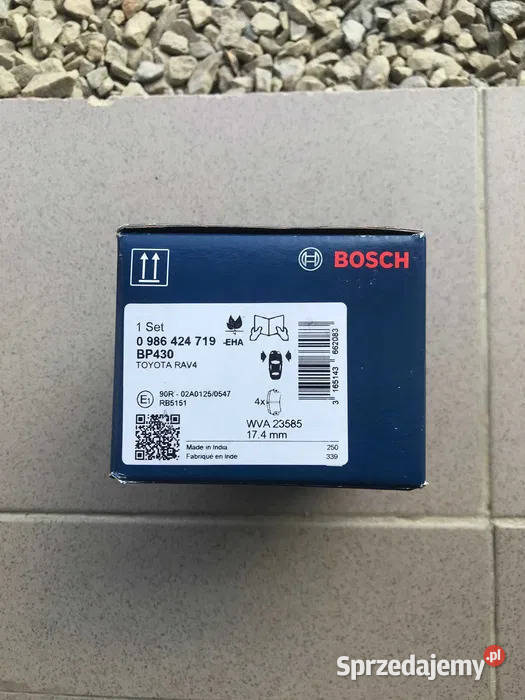 BOSCH
1 Set
0 986 424 719 -EHA
BP430
TOYOTA RAV4
E1
90R - 02A0125/0547
RB5151
4x
WVA 23585
17.4 mm
Made in India
250
Fabriqué en Inde
339
3 165143 662083
Sprzedajemy.pl